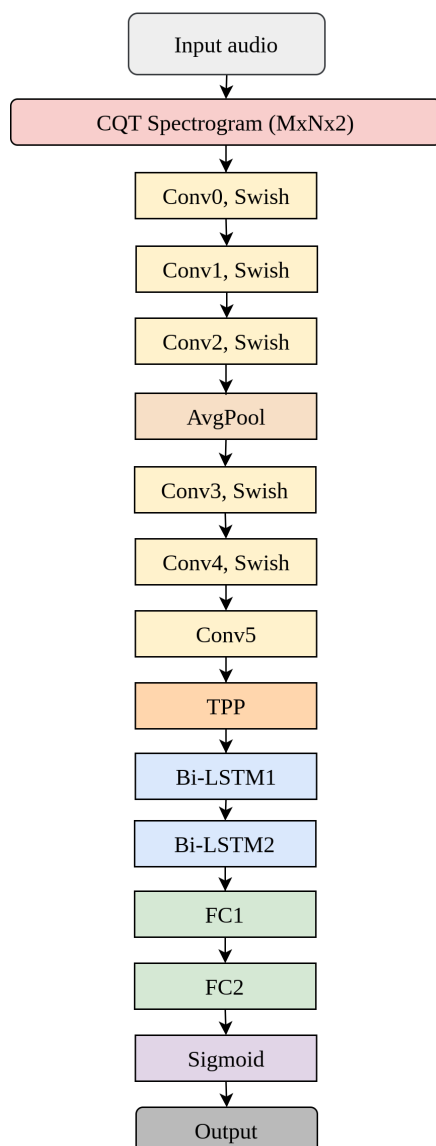 Input audio
CQT Spectrogram (MxNx2)
Conv0, Swish
Conv1, Swish
Conv2, Swish
AvgPool
Conv3, Swish
Conv4, Swish
Conv5
TPP
Bi-LSTM1
Bi-LSTM2
FC1
FC2
Sigmoid
Output